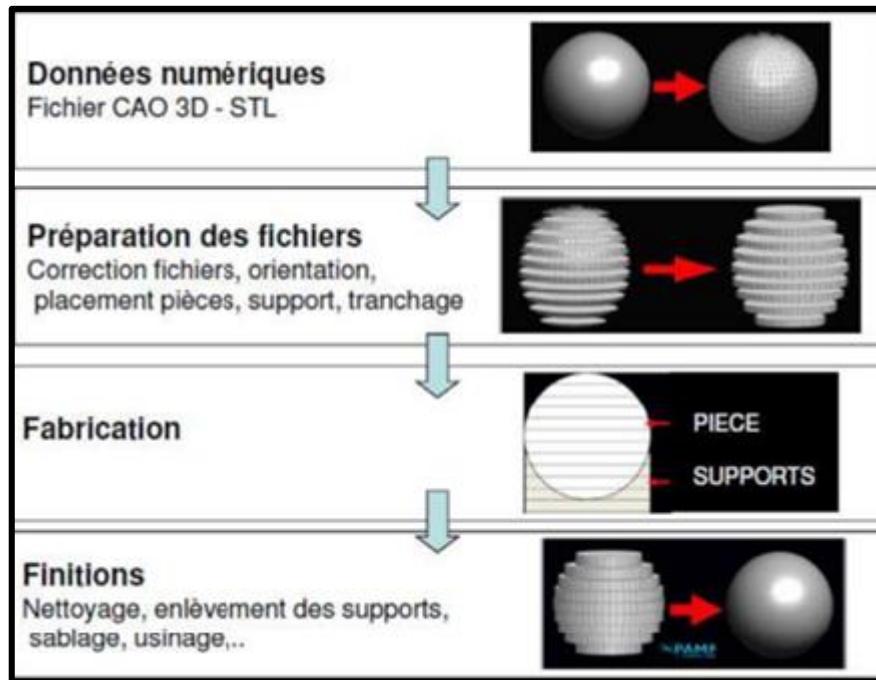 Données numériques
Fichier CAO 3D - STL
Préparation des fichiers
Correction fichiers, orientation,
placement pièces, support, tranchage
Fabrication
PIECE
SUPPORTS
Finitions
Nettoyage, enlèvement des supports,
sablage, usinage,..